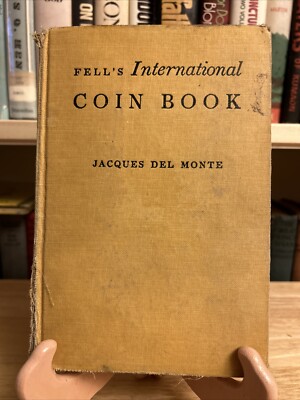 FELL'S International
COIN BOOK
JACQUES DEL MONTE